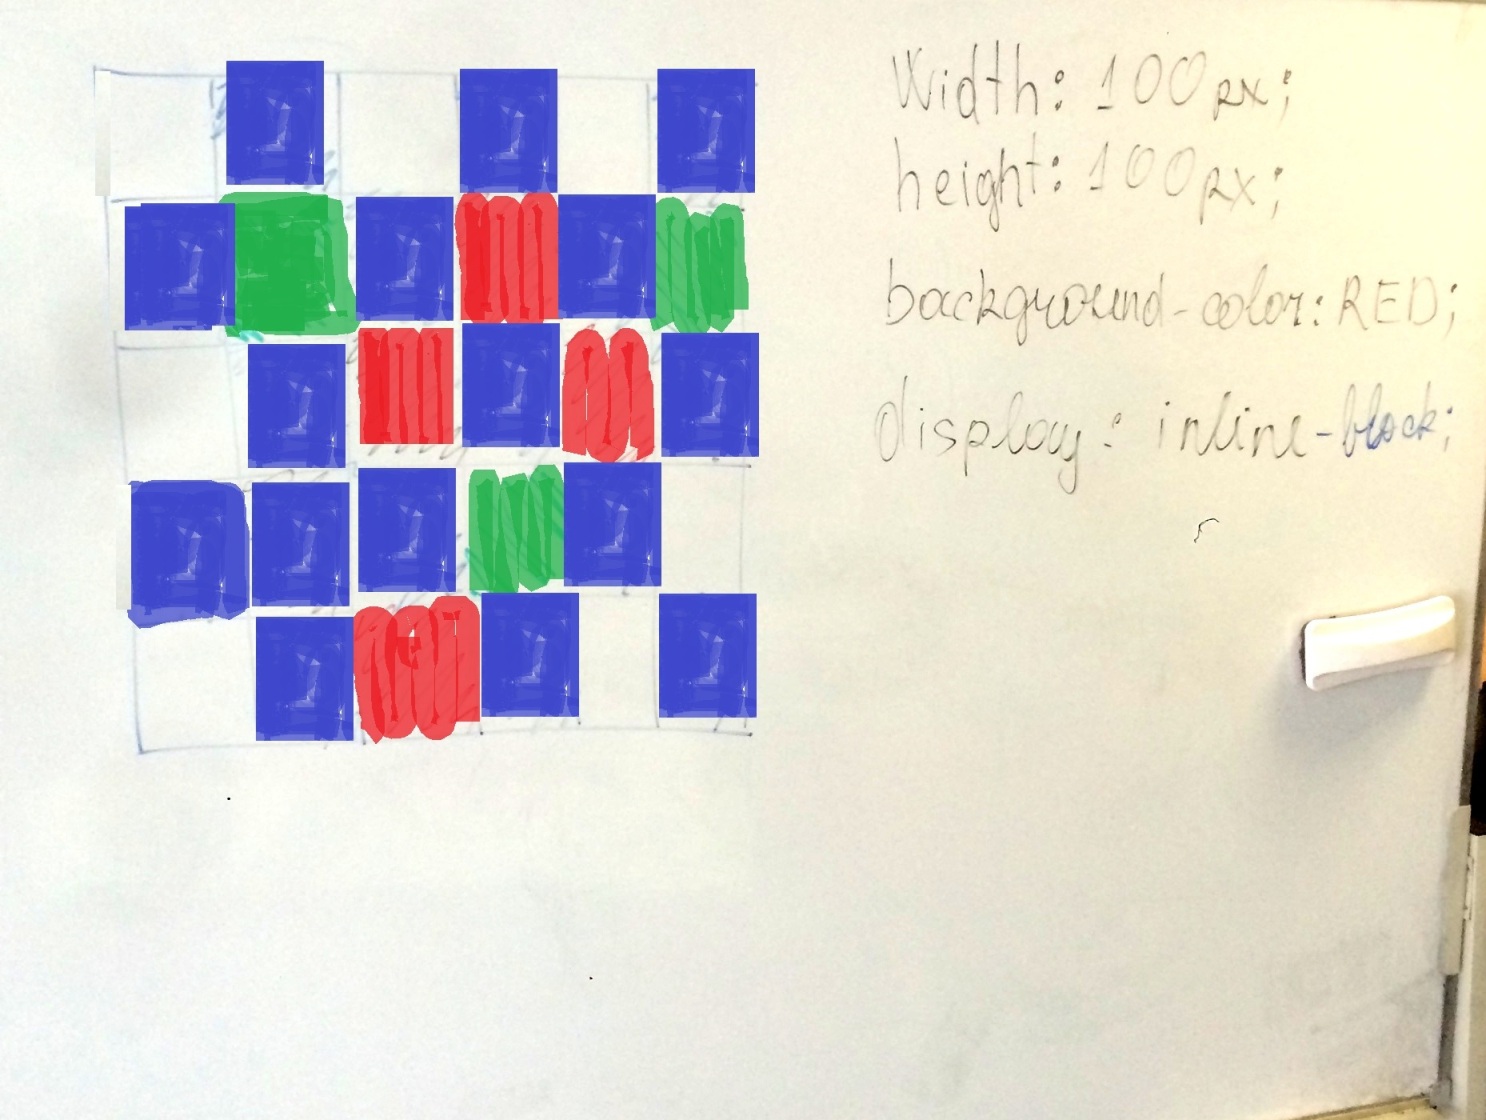 Width: 100px;
height: 100px;
background-color: RED;
display: inline-block;